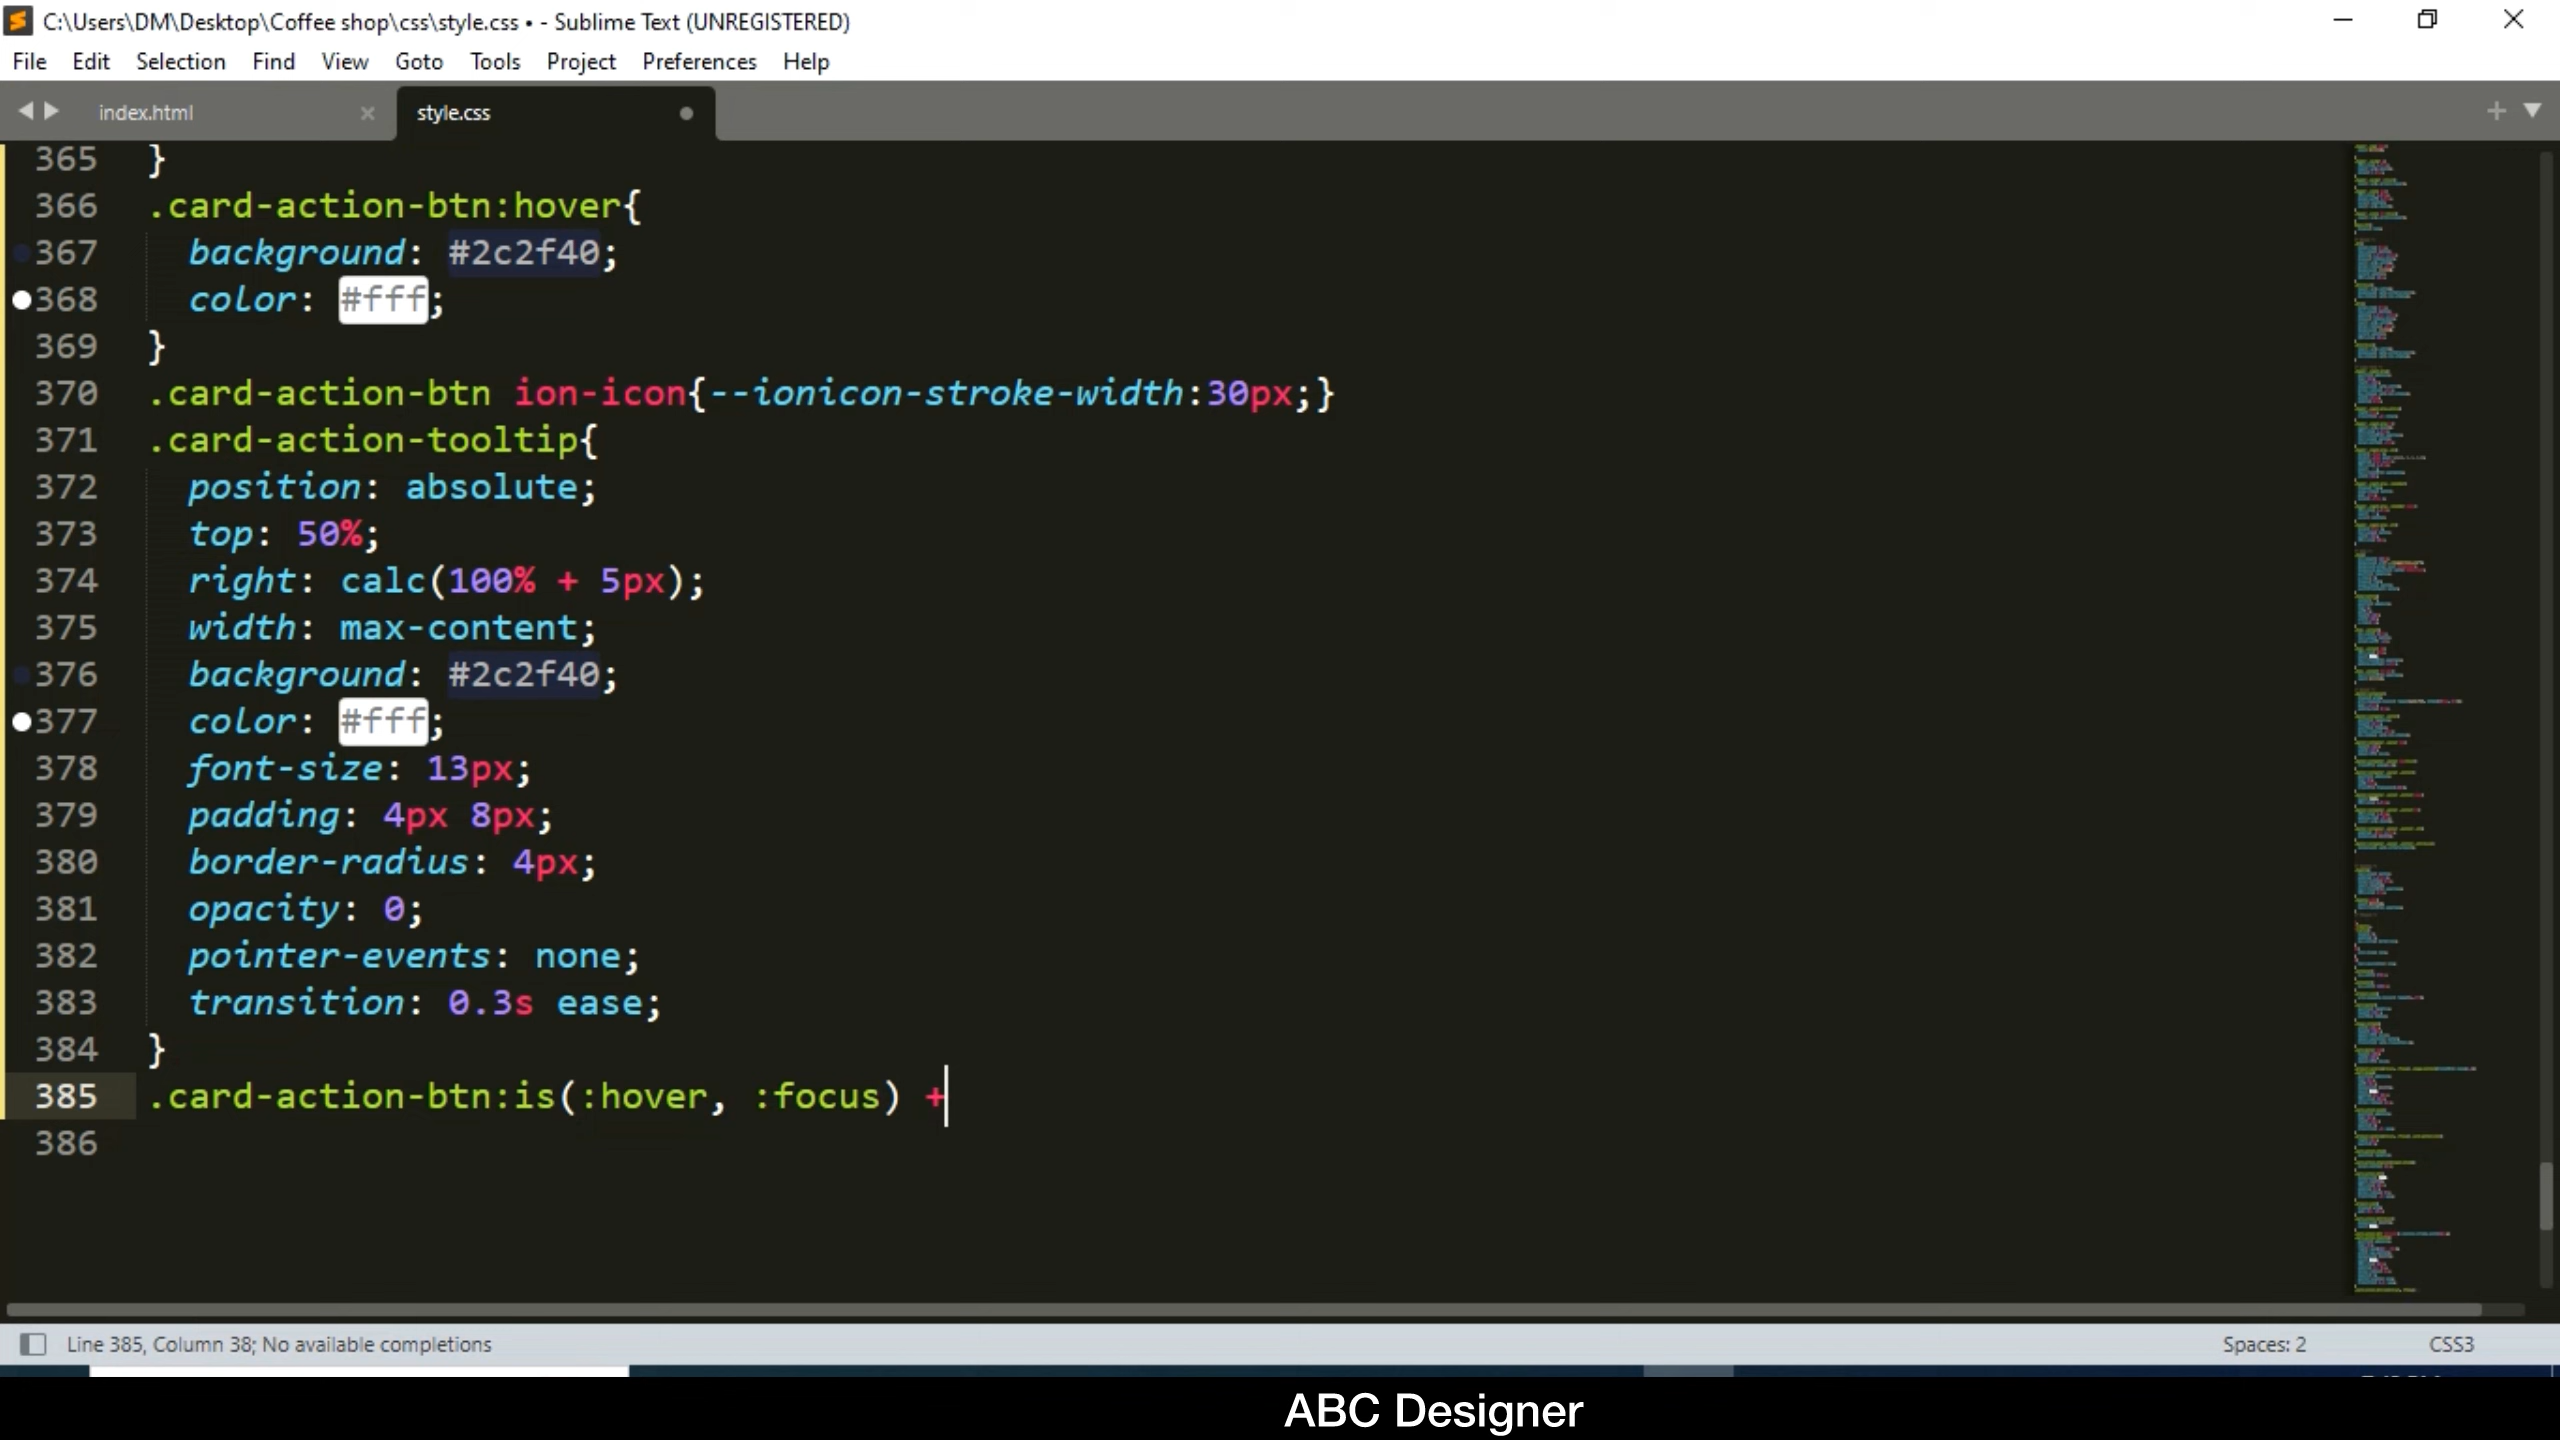 C:\Users\DM\Desktop\Coffee shop\css\style.css • - Sublime Text (UNREGISTERED)
File Edit Selection Find View Goto Tools Project Preferences Help
index.html style.css
365 }
366 .card-action-btn:hover{
367 background: #2c2f40;
368 color: #fff;
369 }
370 .card-action-btn ion-icon{--ionicon-stroke-width:30px;}
371 .card-action-tooltip{
372 position: absolute;
373 top: 50%;
374 right: calc(100% + 5px);
375 width: max-content;
376 background: #2c2f40;
377 color: #fff;
378 font-size: 13px;
379 padding: 4px 8px;
380 border-radius: 4px;
381 opacity: 0;
382 pointer-events: none;
383 transition: 0.3s ease;
384 }
385 .card-action-btn:is(:hover, :focus) +
386
Line 385, Column 38; No available completions Spaces: 2 CSS3
ABC Designer